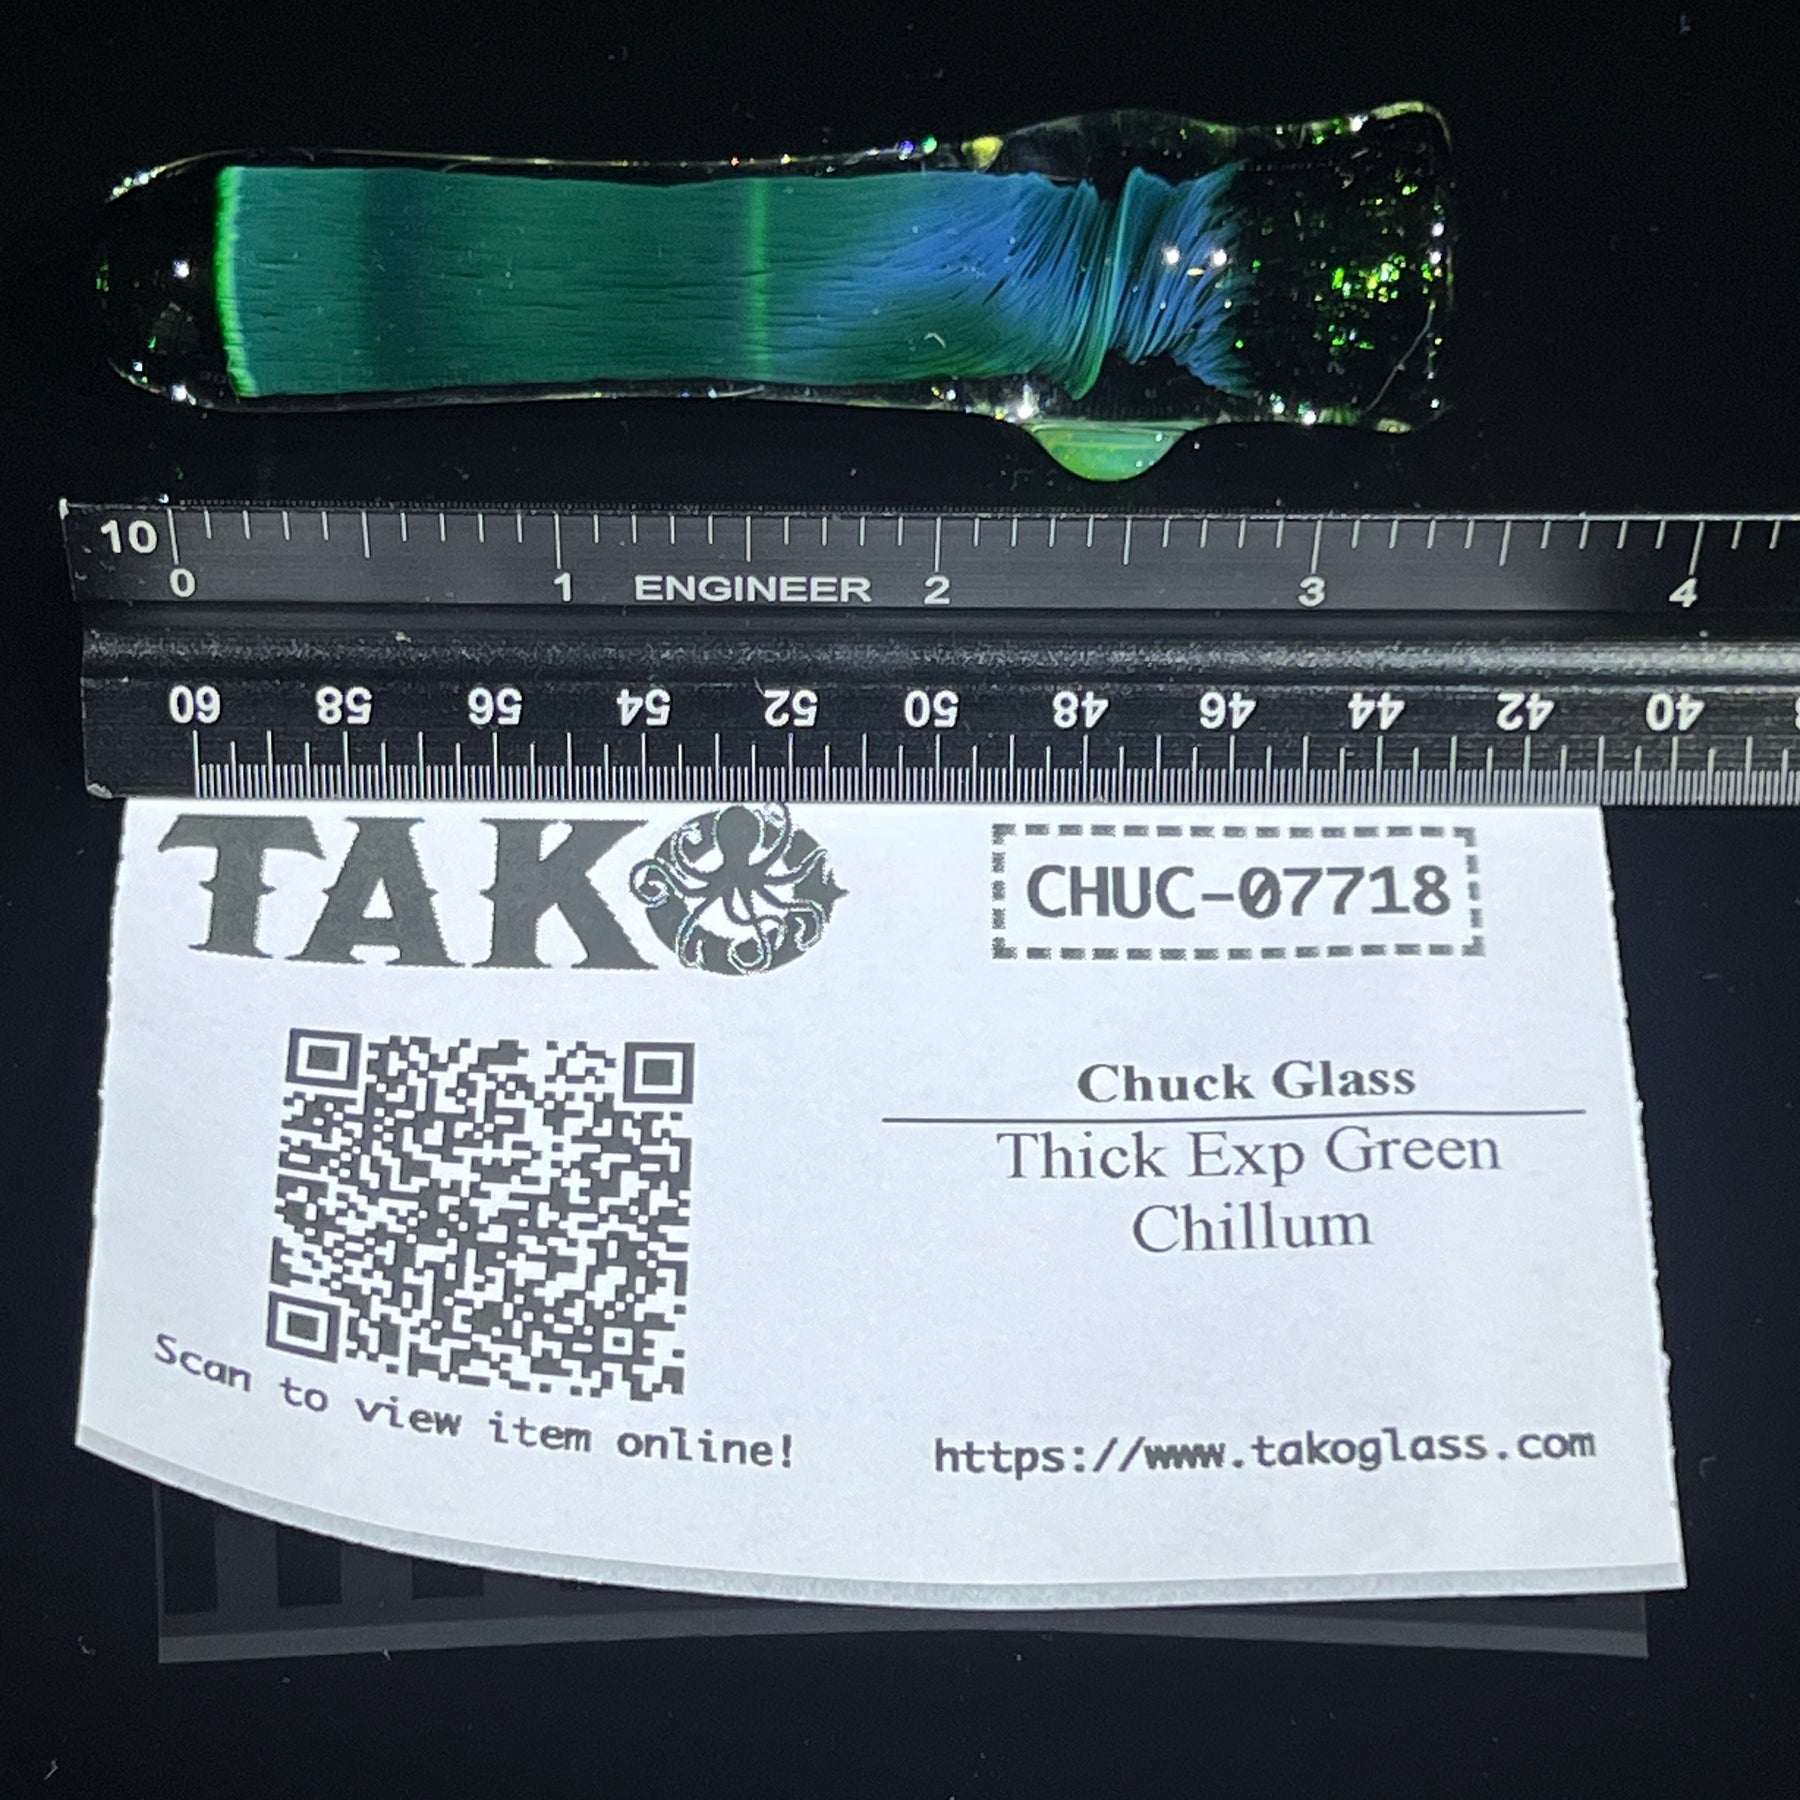 10
0 1 ENGINEER 2 3 4
60 58 56 54 52 50 48 46 44 42 40
TAKO
CHUC-07718
Chuck Glass
Thick Exp Green
Chillum
Scan to view item online!
https://www.takoglass.com